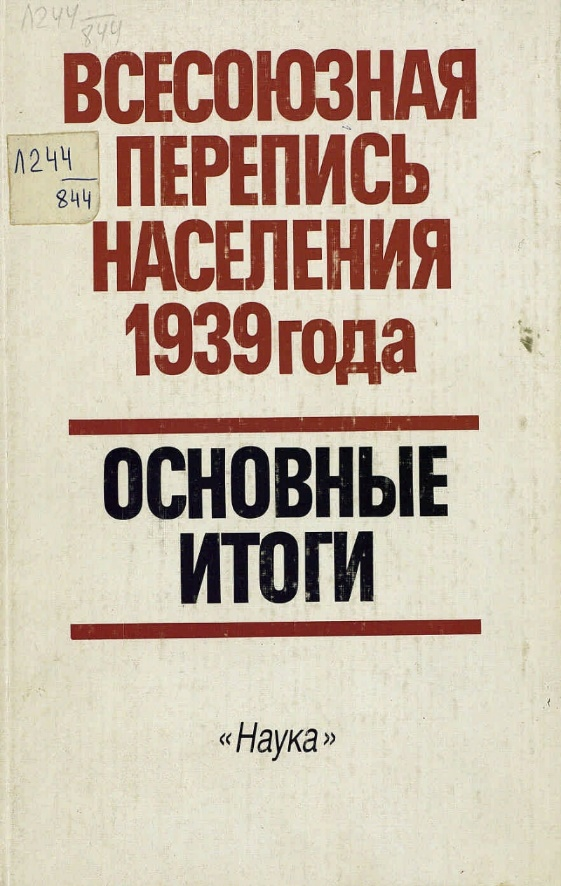 Л244
844
ВСЕСОЮЗНАЯ
ПЕРЕПИСЬ
Л244
844
НАСЕЛЕНИЯ
1939 года
ОСНОВНЫЕ
ИТОГИ
«Наука»